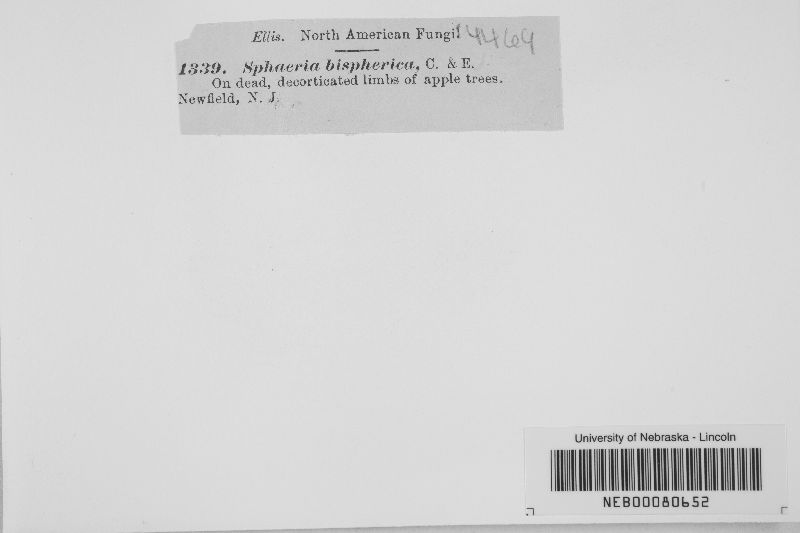 Ellis. North American Fungi. 4469
1339. Sphaeria bispherica, C. & E.
On dead, decorticated limbs of apple trees.
Newfield, N. J.
University of Nebraska - Lincoln
NEB00080652